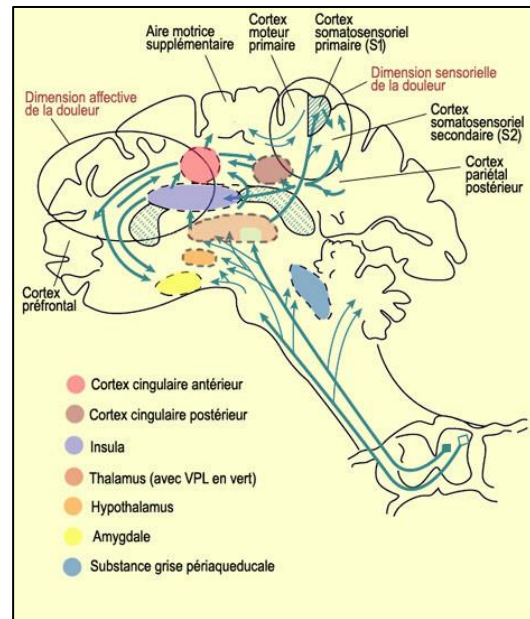 Aire motrice
supplémentaire
Cortex
moteur
primaire
Cortex
somatosensoriel
primaire (S1)
Dimension affective
de la douleur
Dimension sensorielle
de la douleur
Cortex
somatosensoriel
secondaire (S2)
Cortex
pariétal
postérieur
Cortex
préfrontal
Cortex cingulaire antérieur
Cortex cingulaire postérieur
Insula
Thalamus (avec VPL en vert)
Hypothalamus
Amygdale
Substance grise périaqueducale